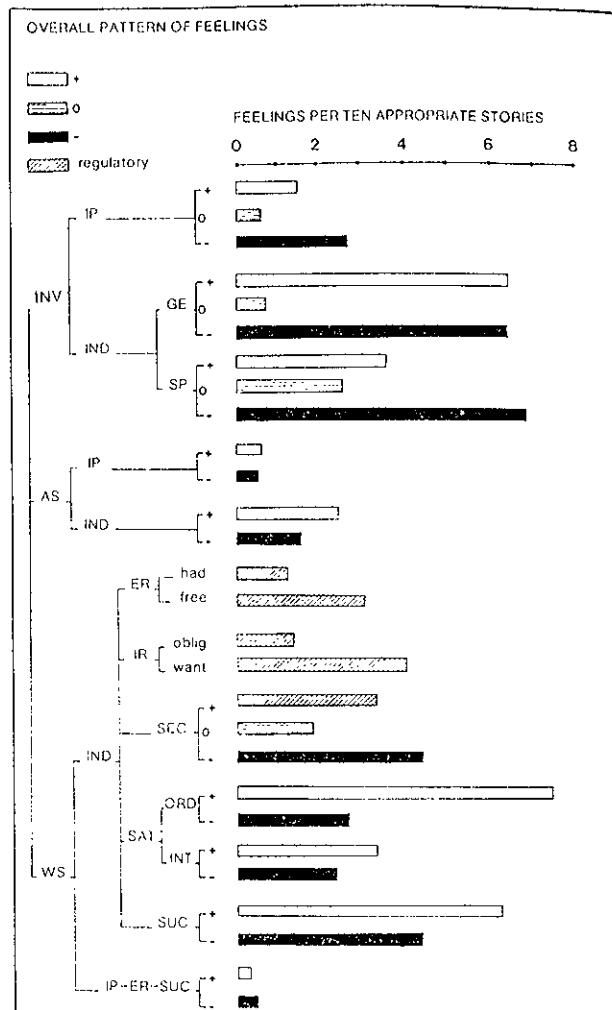 OVERALL PATTERN OF FEELINGS
+
o
-
regulatory
FEELINGS PER TEN APPROPRIATE STORIES
0 2 4 6 8
IP
+
o
-
INV
GE
+
o
-
IND
SP
+
o
-
IP
+
-
AS
IND
+
-
ER
had
free
IR
oblig
want
IND
SEC
+
o
-
SAT
ORD
+
-
INT
+
-
WS
SUC
+
-
IP-ER-SUC
+
-